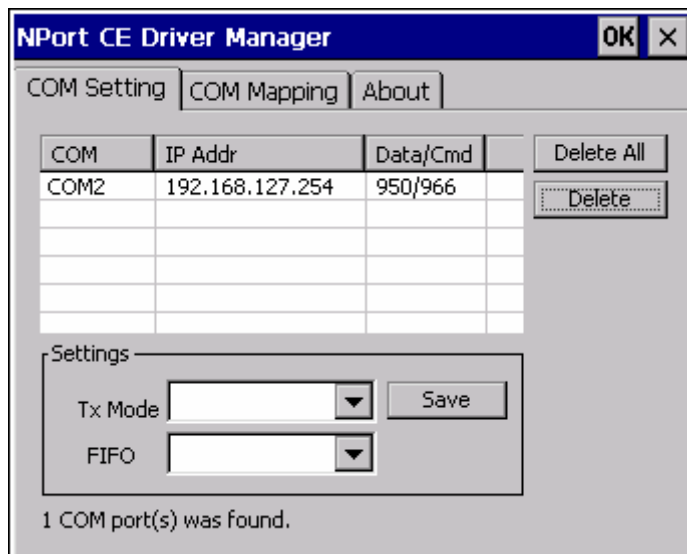 NPort CE Driver Manager OK ×
COM Setting COM Mapping About
COM IP Addr Data/Cmd Delete All
COM2 192.168.127.254 950/966 Delete
Settings
Tx Mode Save
FIFO
1 COM port(s) was found.